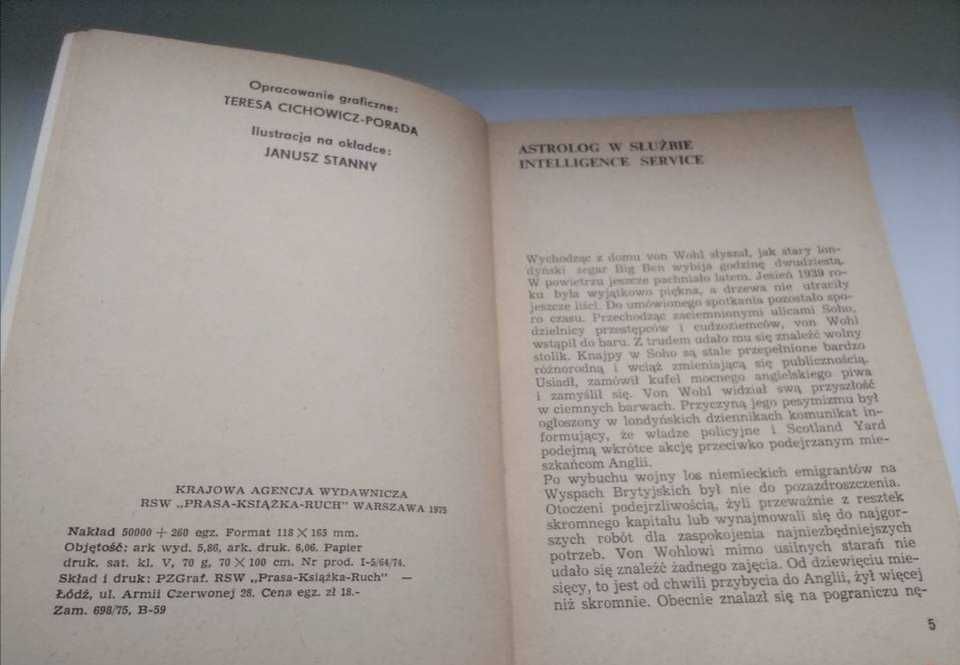 Opracowanie graficzne:
TERESA CICHOWICZ-PORADA
Ilustracja na okładce:
JANUSZ STANNY
KRAJOWA AGENCJA WYDAWNICZA
RSW „PRASA-KSIĄŻKA-RUCH” WARSZAWA 1975
Nakład 50000 + 260 egz. Format 118 X 165 mm.
Objętość: ark wyd. 5,86, ark. druk. 6,06. Papier
druk. sat. kl. V, 70 g, 70 X 100 cm. Nr prod. I-5/64/74.
Skład i druk: PZGraf. RSW „Prasa-Książka-Ruch” —
Łódź, ul. Armii Czerwonej 28. Cena egz. zł 18.-
Zam. 698/75, B-59
ASTROLOG W SŁUŻBIE
INTELLIGENCE SERVICE
Wychodząc z domu von Wohl słyszał, jak stary lon-
dyński zegar Big Ben wybija godzinę dwudziestą.
W powietrzu jeszcze pachniało latem. Jesień 1939 ro-
ku była wyjątkowo piękna, a drzewa nie utraciły
jeszcze liści. Do umówionego spotkania pozostało spo-
ro czasu. Przechodząc zaciemnionymi ulicami Soho,
dzielnicy przestępców i cudzoziemców, von Wohl
wstąpił do baru. Z trudem udało mu się znaleźć wolny
stolik. Knajpy w Soho są stale przepełnione bardzo
różnorodną i wciąż zmieniającą się publicznością.
Usiadł, zamówił kufel mocnego angielskiego piwa
i zamyślił się. Von Wohl widział swą przyszłość
w ciemnych barwach. Przyczyną jego pesymizmu był
ogłoszony w londyńskich dziennikach komunikat in-
formujący, że władze policyjne i Scotland Yard
podejmą wkrótce akcję przeciwko podejrzanym mie-
szkańcom Anglii.
Po wybuchu wojny los niemieckich emigrantów na
Wyspach Brytyjskich był nie do pozazdroszczenia.
Otoczeni podejrzliwością, żyli przeważnie z resztek
skromnego kapitału lub wynajmowali się do najgor-
szych robót dla zaspokojenia najniezbędniejszych
potrzeb. Von Wohlowi mimo usilnych starań nie
udało się znaleźć żadnego zajęcia. Od dziewięciu mie-
sięcy, to jest od chwili przybycia do Anglii, żył więcej
niż skromnie. Obecnie znalazł się na pograniczu nę-
5